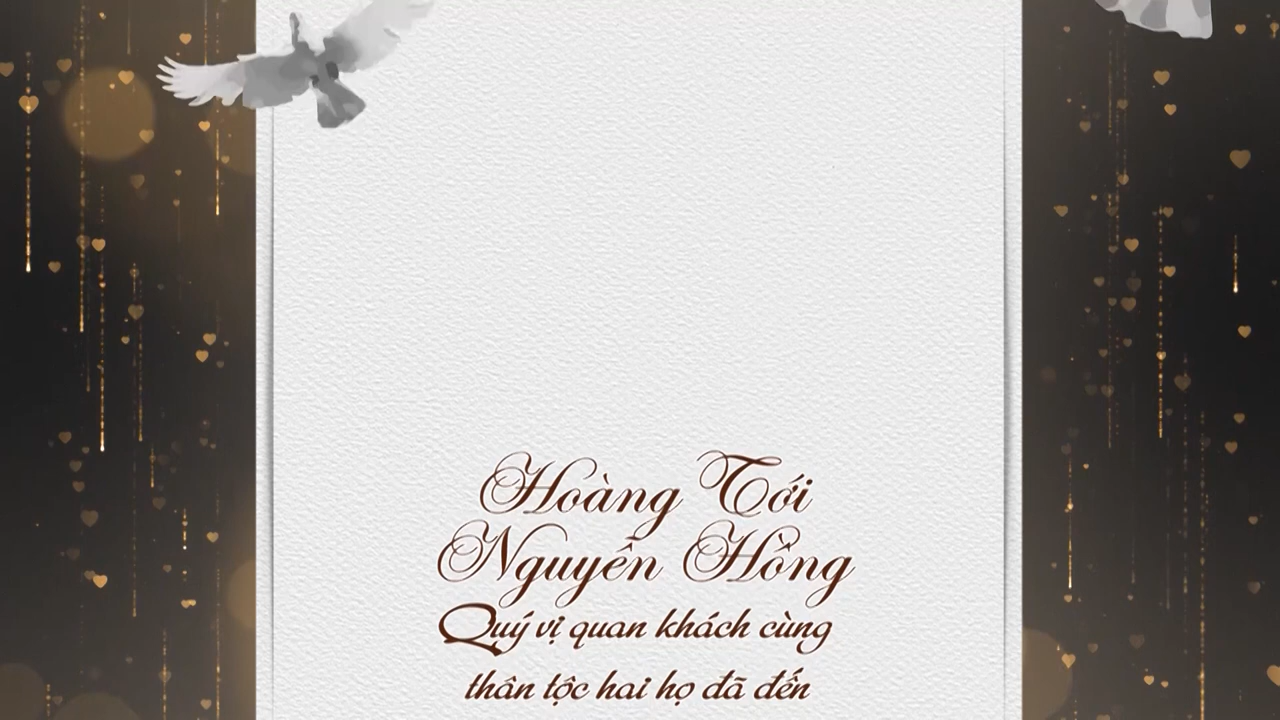 Hoàng Tới
Nguyễn Hồng
Quý vị quan khách cùng
thân tộc hai họ đã đến